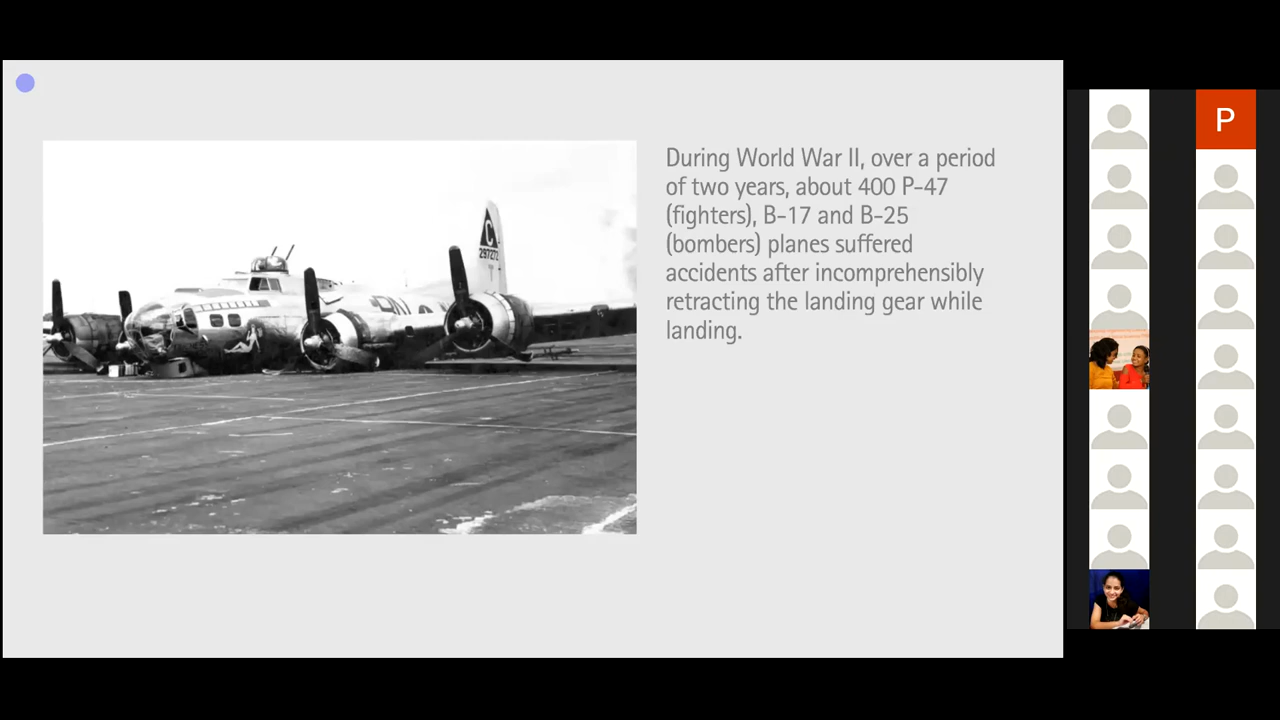 During World War II, over a period
of two years, about 400 P-47
(fighters), B-17 and B-25
(bombers) planes suffered
accidents after incomprehensibly
retracting the landing gear while
landing.
C
297272
P